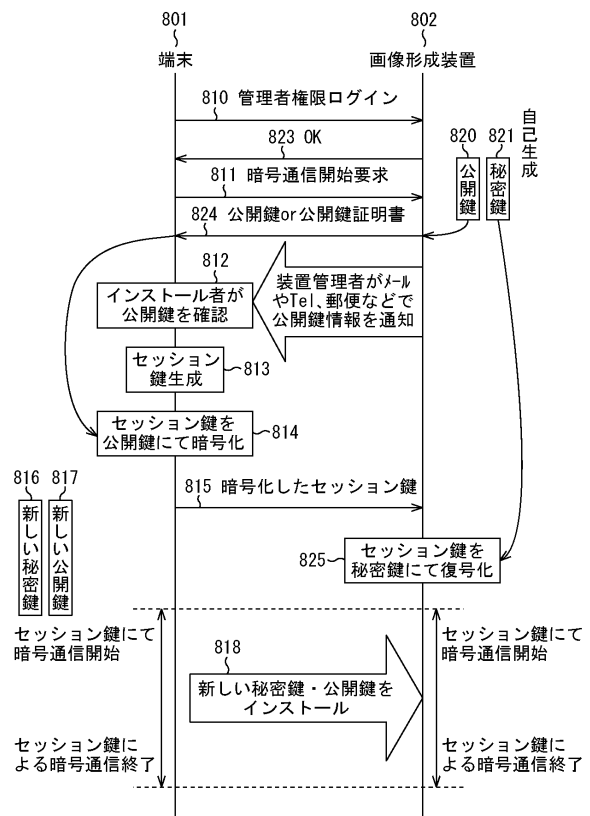 801
802
端末
画像形成装置
810 管理者権限ログイン
823 OK
811 暗号通信開始要求
824 公開鍵or公開鍵証明書
820
821
自己生成
公開鍵
秘密鍵
812
インストール者が
公開鍵を確認
装置管理者がメール
やTel、郵便などで
公開鍵情報を通知
セッション
鍵生成
813
セッション鍵を
公開鍵にて暗号化
814
815 暗号化したセッション鍵
816
817
新しい秘密鍵
新しい公開鍵
825
セッション鍵を
秘密鍵にて復号化
セッション鍵にて
暗号通信開始
セッション鍵にて
暗号通信開始
818
新しい秘密鍵・公開鍵を
インストール
セッション鍵に
よる暗号通信終了
セッション鍵に
よる暗号通信終了